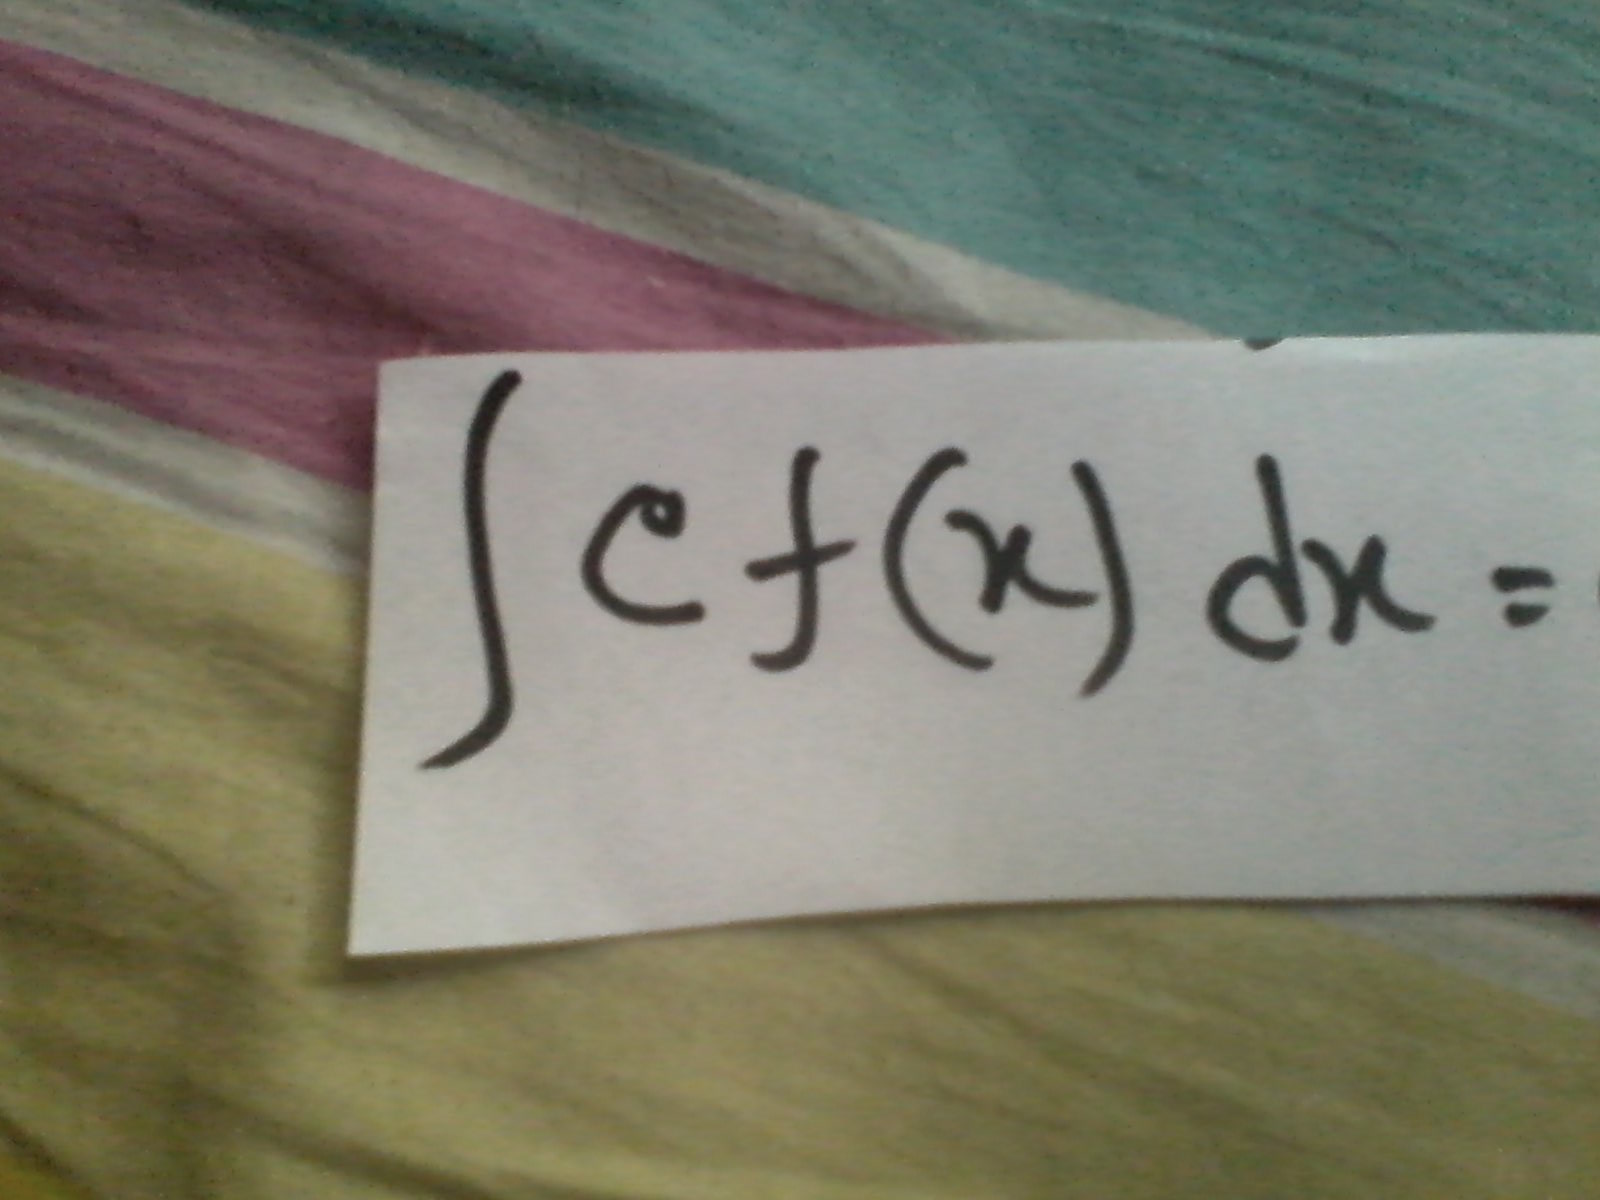 ∫ c f(x) dx =